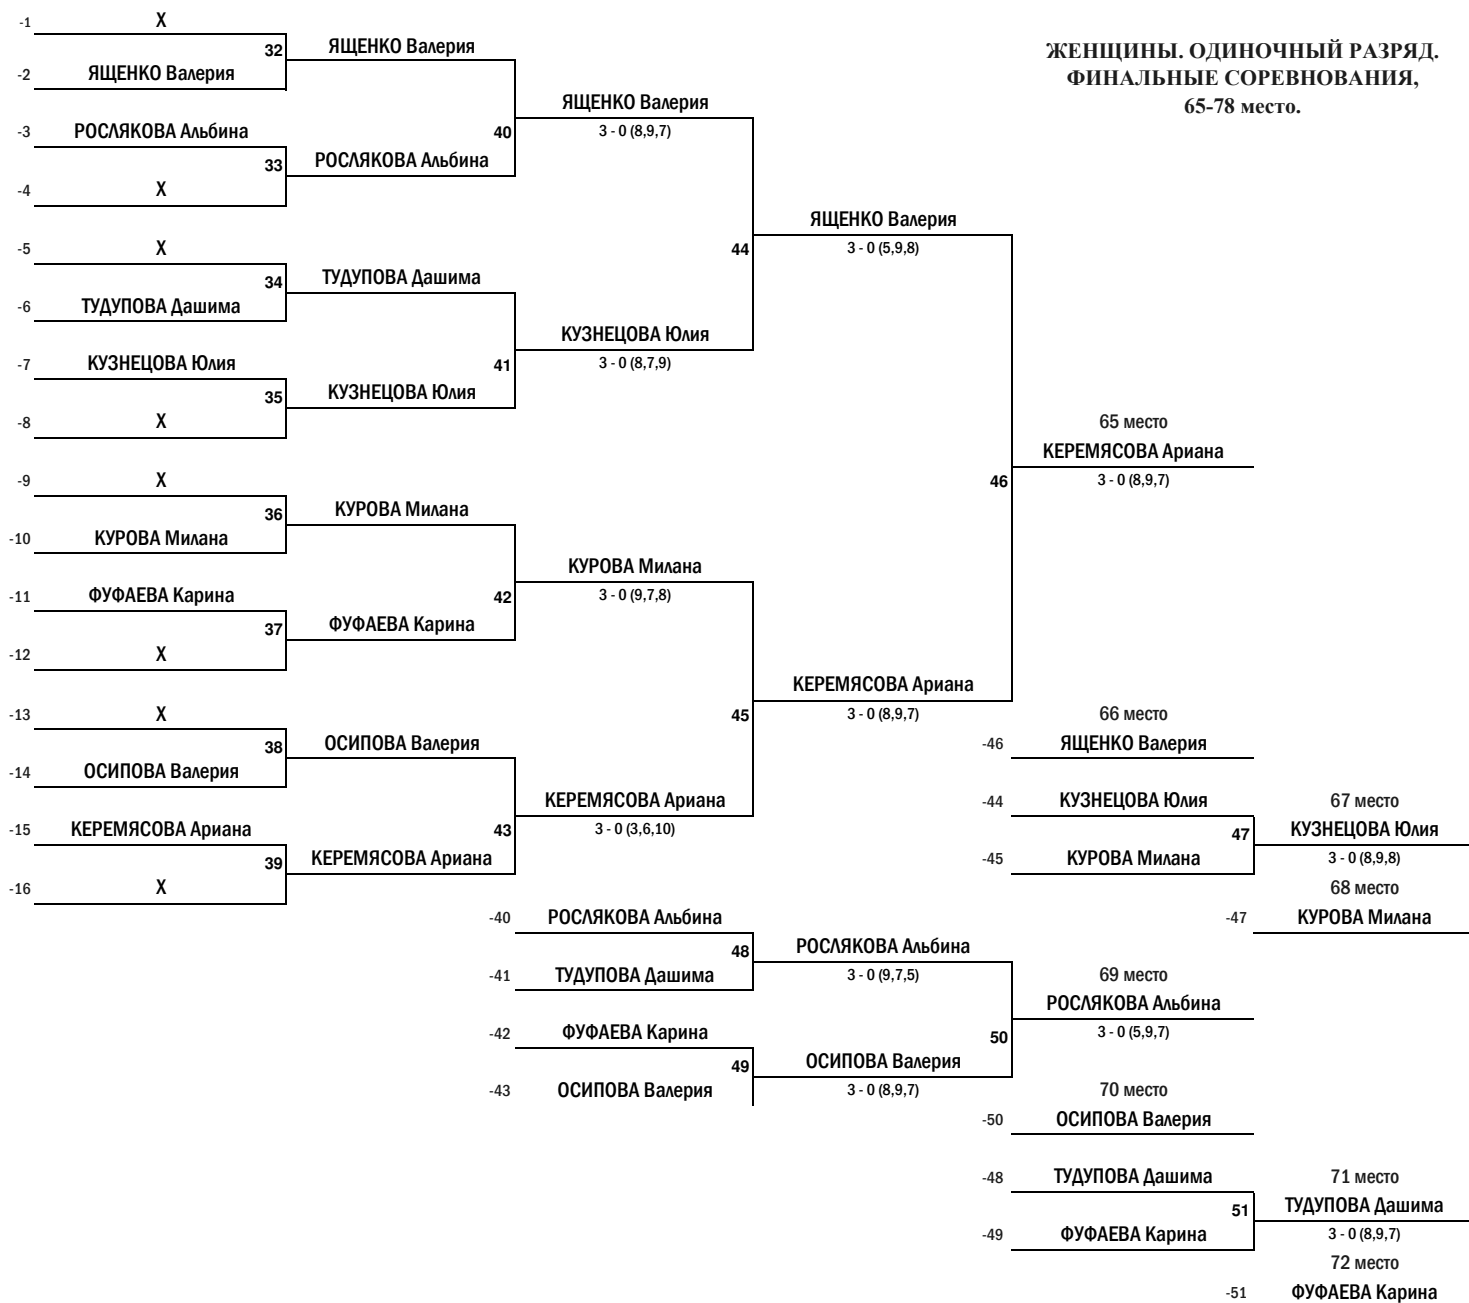 -1 X
32
-2 ЯЩЕНКО Валерия
ЯЩЕНКО Валерия
-3 РОСЛЯКОВА Альбина
33
-4 X
РОСЛЯКОВА Альбина
40
ЯЩЕНКО Валерия
3 - 0 (8,9,7)
-5 X
34
-6 ТУДУПОВА Дашима
ТУДУПОВА Дашима
-7 КУЗНЕЦОВА Юлия
35
-8 X
КУЗНЕЦОВА Юлия
41
КУЗНЕЦОВА Юлия
3 - 0 (8,7,9)
44
ЯЩЕНКО Валерия
3 - 0 (5,9,8)
ЖЕНЩИНЫ. ОДИНОЧНЫЙ РАЗРЯД.
ФИНАЛЬНЫЕ СОРЕВНОВАНИЯ,
65-78 место.
-9 X
36
-10 КУРОВА Милана
КУРОВА Милана
-11 ФУФАЕВА Карина
37
-12 X
ФУФАЕВА Карина
42
КУРОВА Милана
3 - 0 (9,7,8)
-13 X
38
-14 ОСИПОВА Валерия
ОСИПОВА Валерия
-15 КЕРЕМЯСОВА Ариана
39
-16 X
КЕРЕМЯСОВА Ариана
43
КЕРЕМЯСОВА Ариана
3 - 0 (3,6,10)
45
КЕРЕМЯСОВА Ариана
3 - 0 (8,9,7)
46
65 место
КЕРЕМЯСОВА Ариана
3 - 0 (8,9,7)
66 место
-46 ЯЩЕНКО Валерия
-44 КУЗНЕЦОВА Юлия
47
-45 КУРОВА Милана
67 место
КУЗНЕЦОВА Юлия
3 - 0 (8,9,8)
68 место
-47 КУРОВА Милана
-40 РОСЛЯКОВА Альбина
48
-41 ТУДУПОВА Дашима
РОСЛЯКОВА Альбина
3 - 0 (9,7,5)
-42 ФУФАЕВА Карина
49
-43 ОСИПОВА Валерия
ОСИПОВА Валерия
3 - 0 (8,9,7)
50
69 место
РОСЛЯКОВА Альбина
3 - 0 (5,9,7)
70 место
-50 ОСИПОВА Валерия
-48 ТУДУПОВА Дашима
51
-49 ФУФАЕВА Карина
71 место
ТУДУПОВА Дашима
3 - 0 (8,9,7)
72 место
-51 ФУФАЕВА Карина